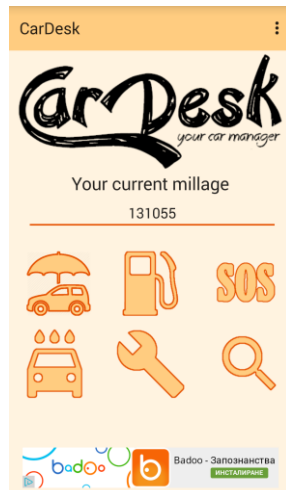 CarDesk
CarDesk
your car manager
Your current millage
131055
SOS
badoo
Badoo - Запознанства
ИНСТАЛИРАНЕ